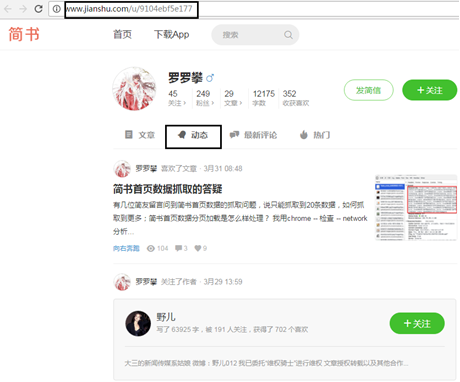 www.jianshu.com/u/9104ebf5e177
简书
首页 下载App 搜索
罗罗攀
发简信 +关注
45 249 29 12175 352
关注 粉丝 文章 字数 收获喜欢
文章 动态 最新评论 热门
罗罗攀 喜欢了文章 · 3月31 08:48
简书首页数据抓取的答疑
有几位简友留言问到简书首页数据的抓取问题，说只能抓到20条数据，如何抓
取到更多；简书首页数据分页加载是怎么样处理？ 我用chrome -- 检查 -- network
分析...
向右奔跑 104 3 9
罗罗攀 关注了作者 · 3月29 13:59
野儿
写了 63925 字，被 191 人关注，获得了 702 个喜欢
+关注
大三的新闻传媒系姑娘 微博：野儿012 我已委托“维权骑士”进行维权 文章授权转载以及其他合作...